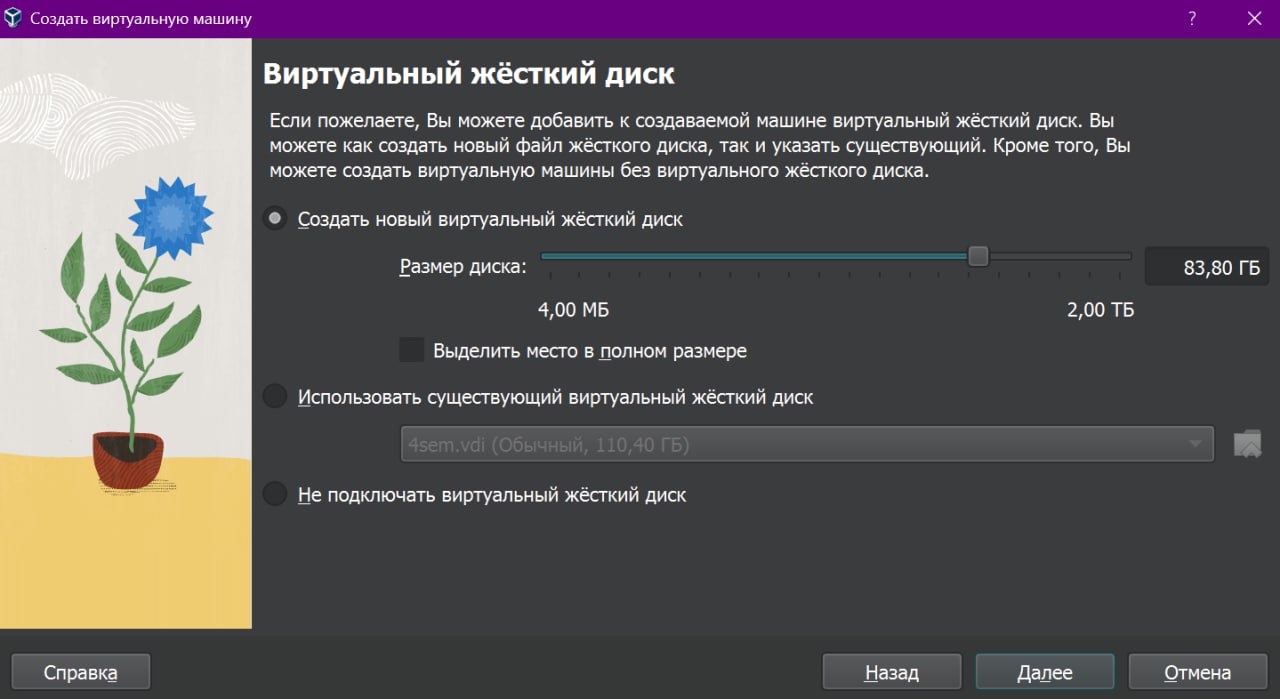 Создать виртуальную машину
?
Виртуальный жёсткий диск
Если пожелаете, Вы можете добавить к создаваемой машине виртуальный жёсткий диск. Вы
можете как создать новый файл жёсткого диска, так и указать существующий. Кроме того, Вы
можете создать виртуальную машины без виртуального жёсткого диска.
Создать новый виртуальный жёсткий диск
Размер диска:
83,80 ГБ
4,00 МБ
2,00 ТБ
Выделить место в полном размере
Использовать существующий виртуальный жёсткий диск
4sem.vdi (Обычный, 110,40 ГБ)
Не подключать виртуальный жёсткий диск
Справка
Назад
Далее
Отмена